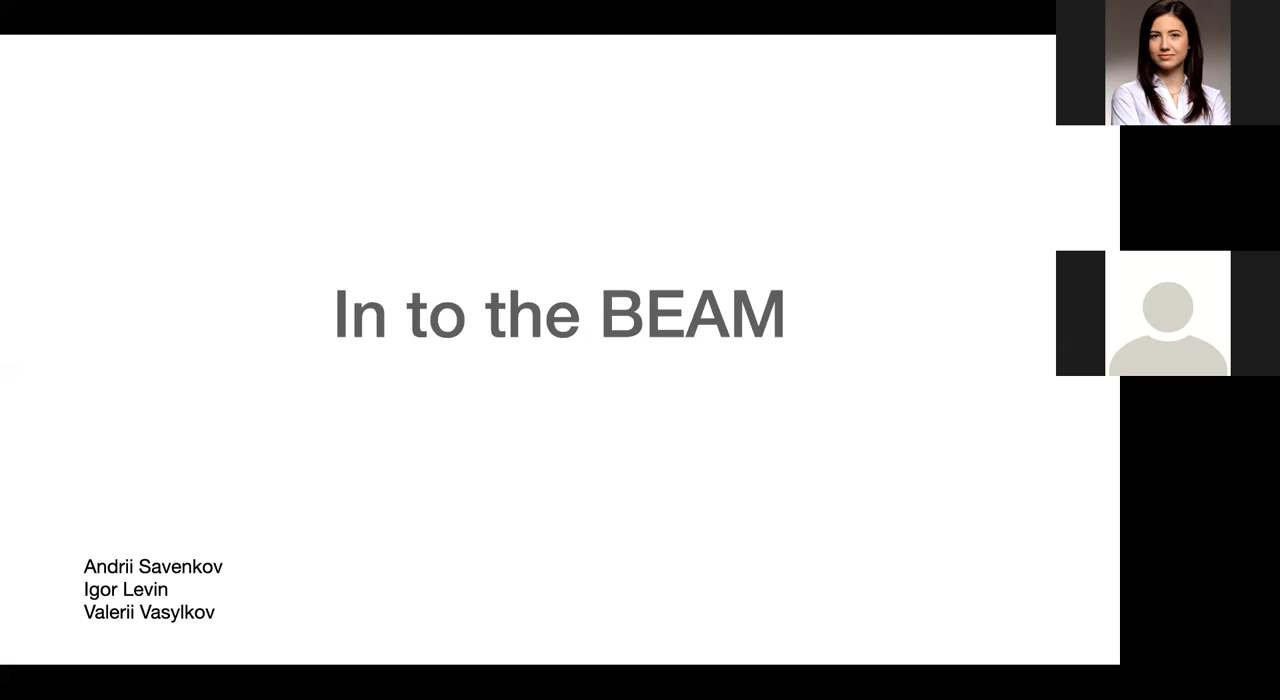 In to the BEAM
Andrii Savenkov
Igor Levin
Valerii Vasylkov